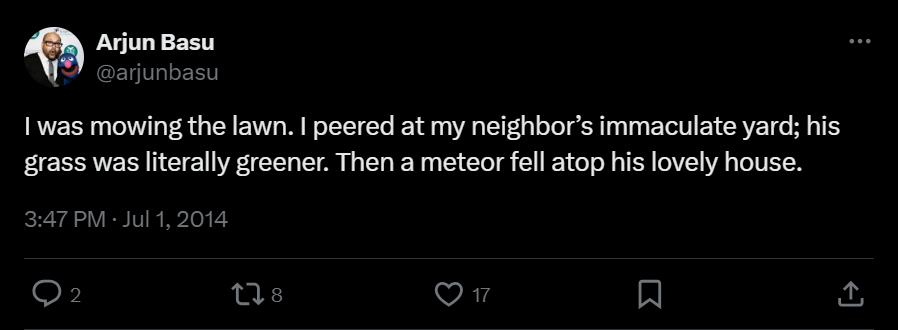 Arjun Basu
@arjunbasu
I was mowing the lawn. I peered at my neighbor’s immaculate yard; his
grass was literally greener. Then a meteor fell atop his lovely house.
3:47 PM · Jul 1, 2014
2 8 17